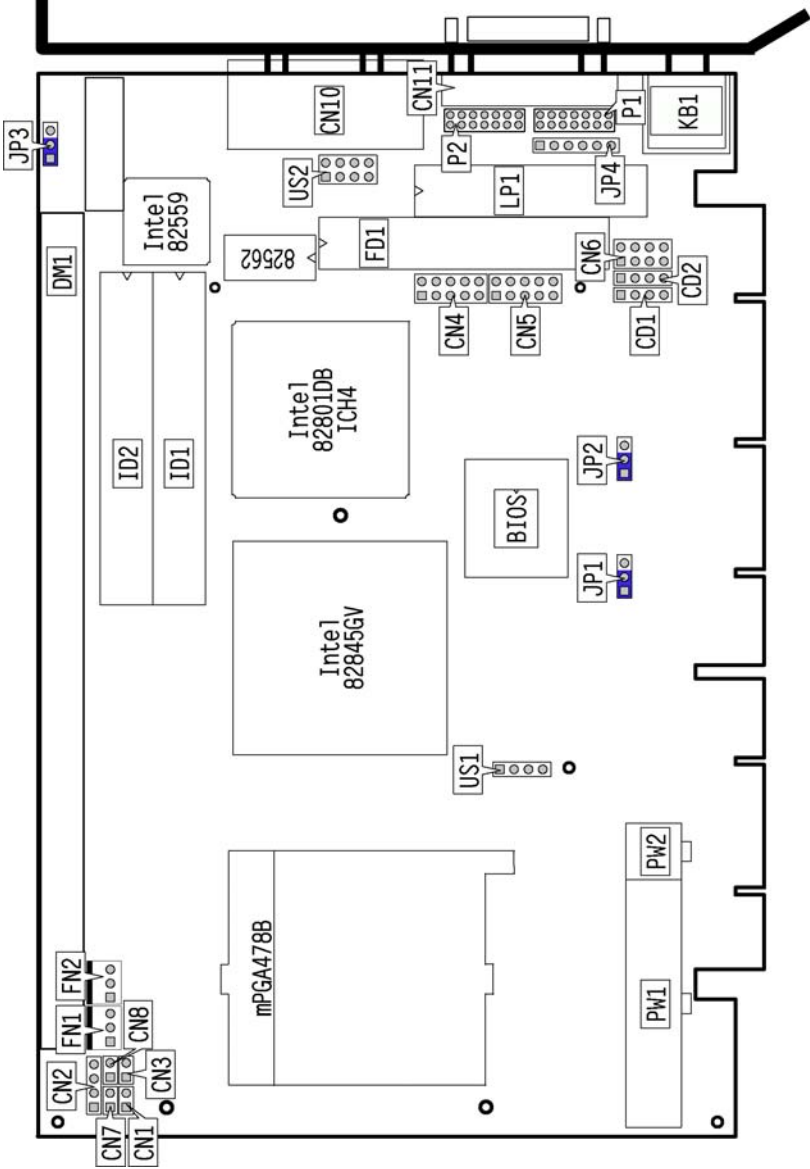 CN11
CN10
P1
KB1
JP3
P2
US2
LP1
JP4
Intel
82559
82562
FD1
CN6
CD2
DM1
CN4
CN5
CD1
Intel
82801DB
ICH4
ID2
ID1
JP2
BIOS
JP1
Intel
82845GV
US1
PW2
mPGA478B
FN2
PW1
FN1
CN8
CN2
CN3
CN7
CN1